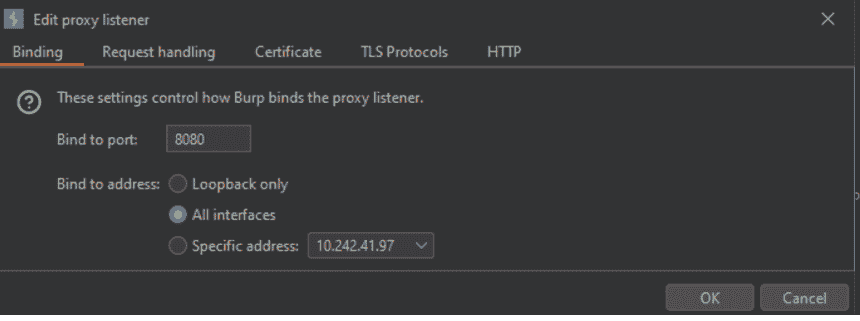 Edit proxy listener
Binding Request handling Certificate TLS Protocols HTTP
These settings control how Burp binds the proxy listener.
Bind to port: 8080
Bind to address: Loopback only
All interfaces
Specific address: 10.242.41.97
OK Cancel